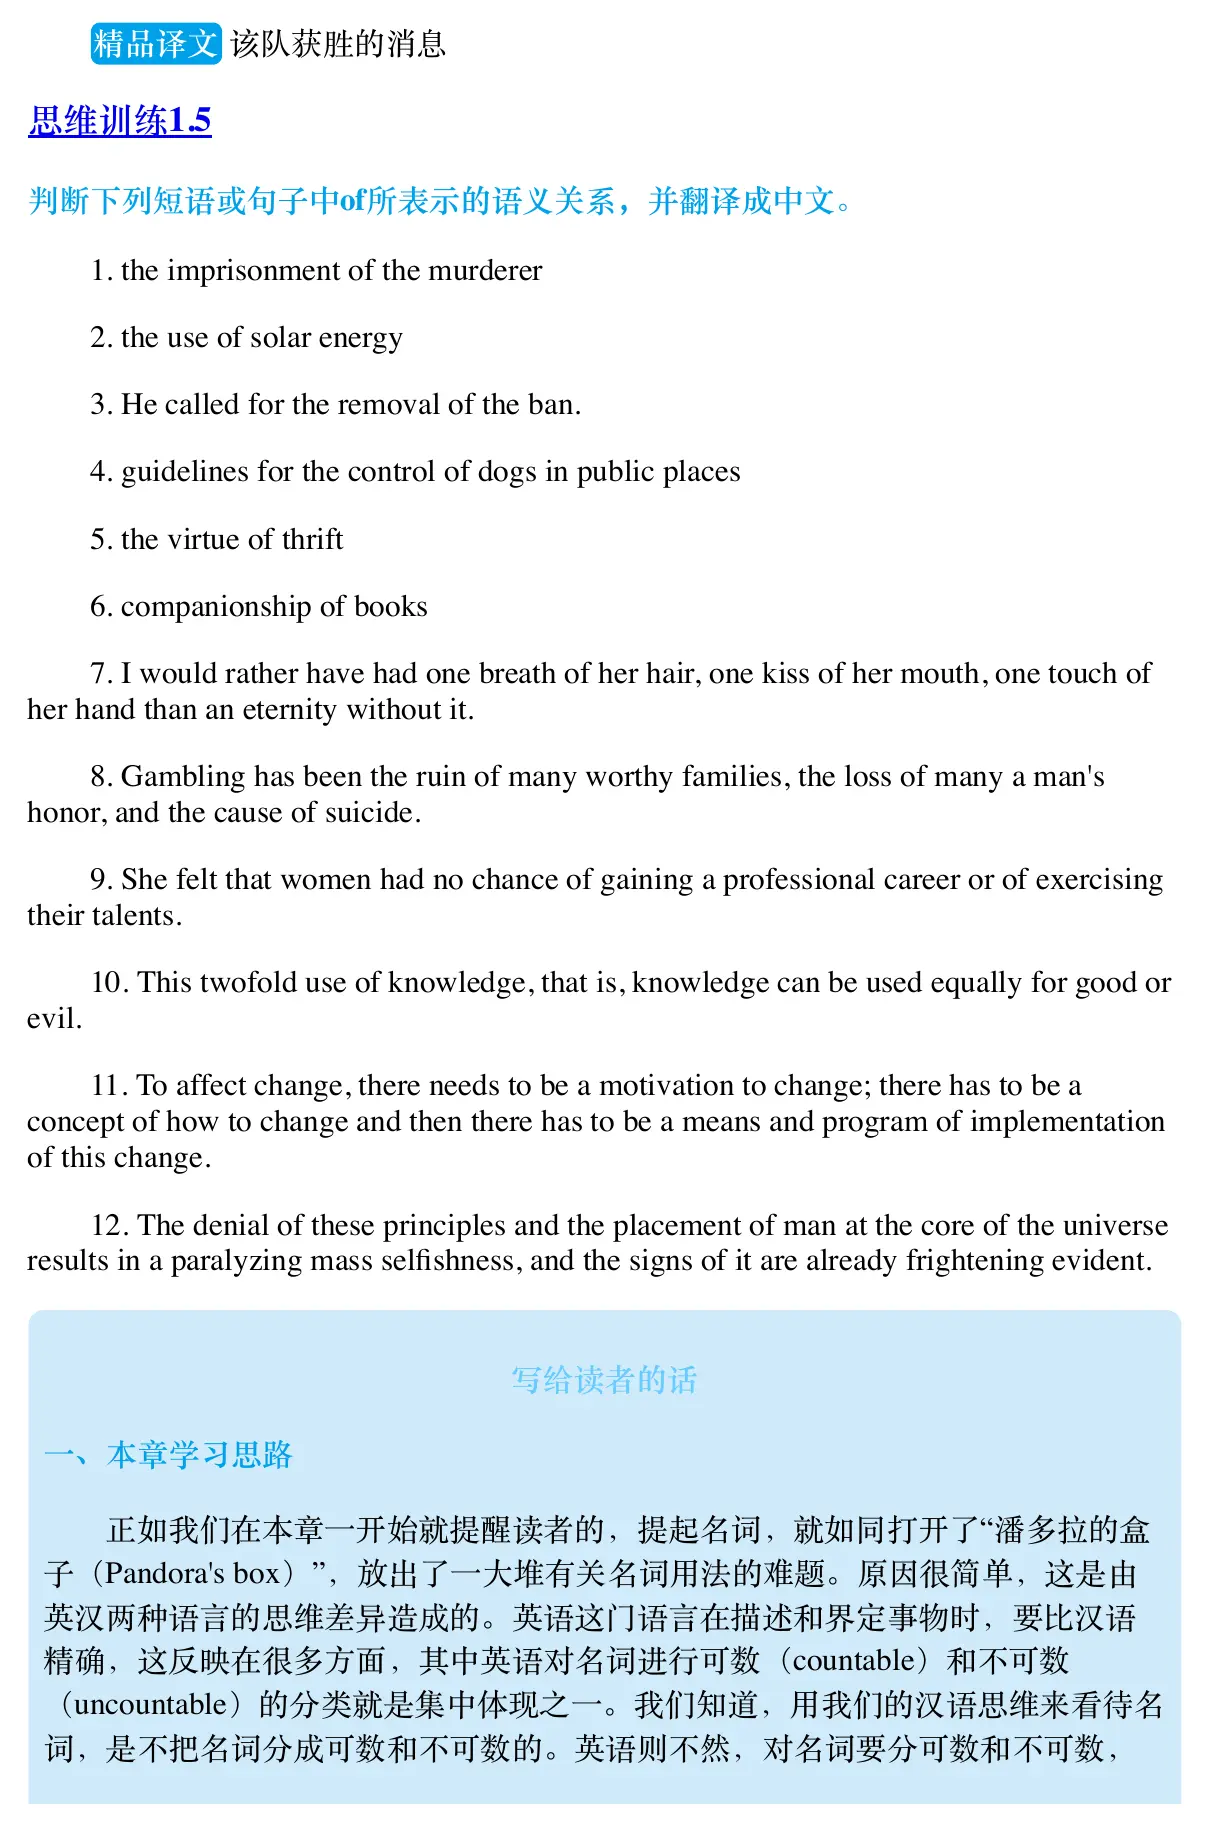 精品译文 该队获胜的消息
思维训练1.5
判断下列短语或句子中of所表示的语义关系，并翻译成中文。
1. the imprisonment of the murderer
2. the use of solar energy
3. He called for the removal of the ban.
4. guidelines for the control of dogs in public places
5. the virtue of thrift
6. companionship of books
7. I would rather have had one breath of her hair, one kiss of her mouth, one touch of
her hand than an eternity without it.
8. Gambling has been the ruin of many worthy families, the loss of many a man's
honor, and the cause of suicide.
9. She felt that women had no chance of gaining a professional career or of exercising
their talents.
10. This twofold use of knowledge, that is, knowledge can be used equally for good or
evil.
11. To affect change, there needs to be a motivation to change; there has to be a
concept of how to change and then there has to be a means and program of implementation
of this change.
12. The denial of these principles and the placement of man at the core of the universe
results in a paralyzing mass selfishness, and the signs of it are already frightening evident.
写给读者的话
一、本章学习思路
正如我们在本章一开始就提醒读者的，提起名词，就如同打开了“潘多拉的盒
子（Pandora's box）”，放出了一大堆有关名词用法的难题。原因很简单，这是由
英汉两种语言的思维差异造成的。英语这门语言在描述和界定事物时，要比汉语
精确，这反映在很多方面，其中英语对名词进行可数（countable）和不可数
（uncountable）的分类就是集中体现之一。我们知道，用我们的汉语思维来看待名
词，是不把名词分成可数和不可数的。英语则不然，对名词要分可数和不可数，